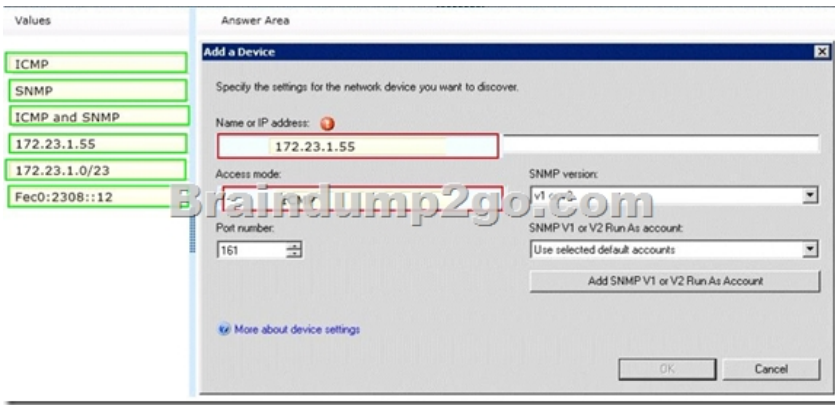 Values
Answer Area
ICMP
SNMP
ICMP and SNMP
172.23.1.55
172.23.1.0/23
Fec0:2308::12
Add a Device
Specify the settings for the network device you want to discover.
Name or IP address:
172.23.1.55
Access mode:
SNMP version:
Braindump2go.com
Port number:
SNMP V1 or V2 Run As account:
161
Use selected default accounts
Add SNMP V1 or V2 Run As Account
More about device settings
OK
Cancel